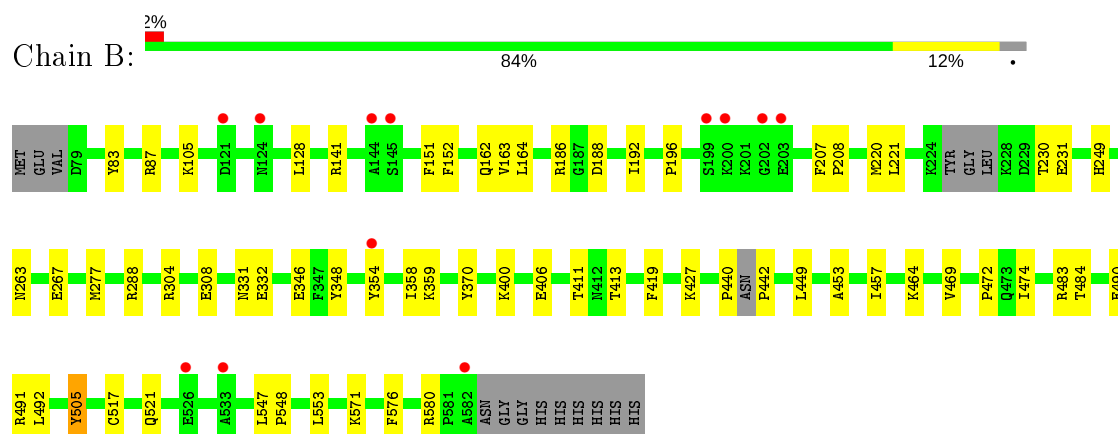 2%
Chain B:
84% 12% •
MET GLU VAL D79 Y83 R87 K105 D121 N124 L128 R141 A144 S145 F151 F152 Q162 V163 L164 R186 G187 D188 I192 P196 S199 K200 K201 G202 E203 F207 P208 M220 L221 K224 TYR GLY LEU K228 D229 T230 E231 H249
N263 E267 M277 R288 R304 E308 N331 E332 E346 F347 Y348 Y354 I358 K359 Y370 K400 E406 T411 N412 T413 F419 K427 P440 ASN P442 L449 A453 I457 K464 V469 P472 Q473 I474 R483 T484
R491 L492 Y505 C517 Q521 E526 A533 L547 P548 L553 K571 F576 R580 P581 A582 ASN GLY GLY HIS HIS HIS HIS HIS HIS